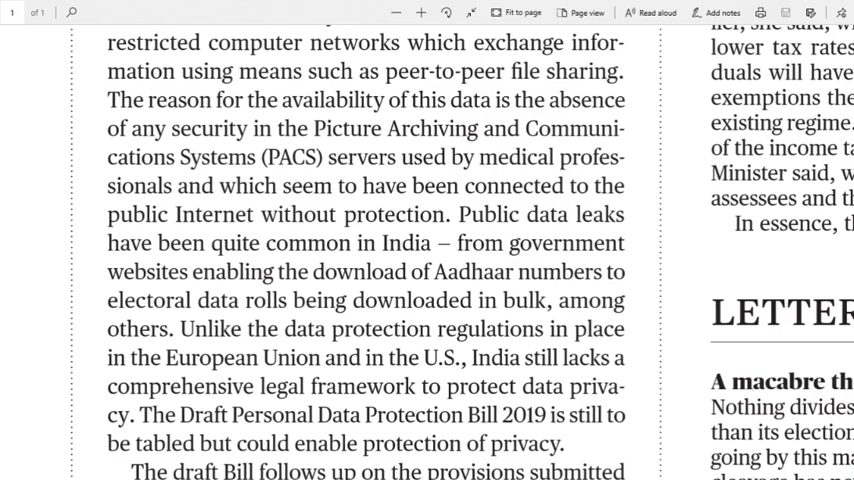 1 of 1 Fit to page Page view Read aloud Add notes
restricted computer networks which exchange infor-
mation using means such as peer-to-peer file sharing.
The reason for the availability of this data is the absence
of any security in the Picture Archiving and Communi-
cations Systems (PACS) servers used by medical profes-
sionals and which seem to have been connected to the
public Internet without protection. Public data leaks
have been quite common in India – from government
websites enabling the download of Aadhaar numbers to
electoral data rolls being downloaded in bulk, among
others. Unlike the data protection regulations in place
in the European Union and in the U.S., India still lacks a
comprehensive legal framework to protect data priva-
cy. The Draft Personal Data Protection Bill 2019 is still to
be tabled but could enable protection of privacy.
The draft Bill follows up on the provisions submitted
lower tax rates
duals will have
exemptions the
existing regime.
of the income ta
Minister said, w
assessees and th
In essence, th
LETTER
A macabre th
Nothing divides
than its election
going by this ma